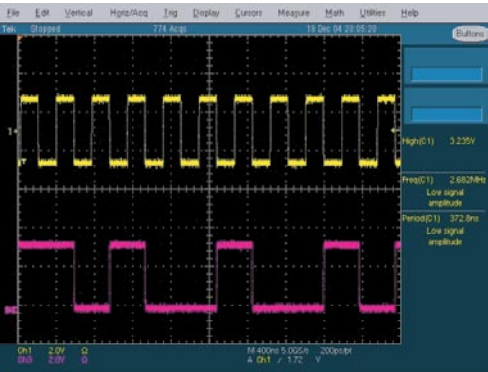 File Edit Vertical Horiz/Acq Trig Display Cursors Measure Math Utilities Help
Tek Stopped 774 Acqs 19 Dec 04 20:05:20
Buttons
High(C1) 3.235V
Freq(C1) 2.682MHz
Low signal
amplitude
Period(C1) 372.8ns
Low signal
amplitude
Ch1 2.0V Ω M 400ns 5.0GS/s 200ps/pt
Ch3 2.0V Ω A Ch1 ∕ 1.72 V